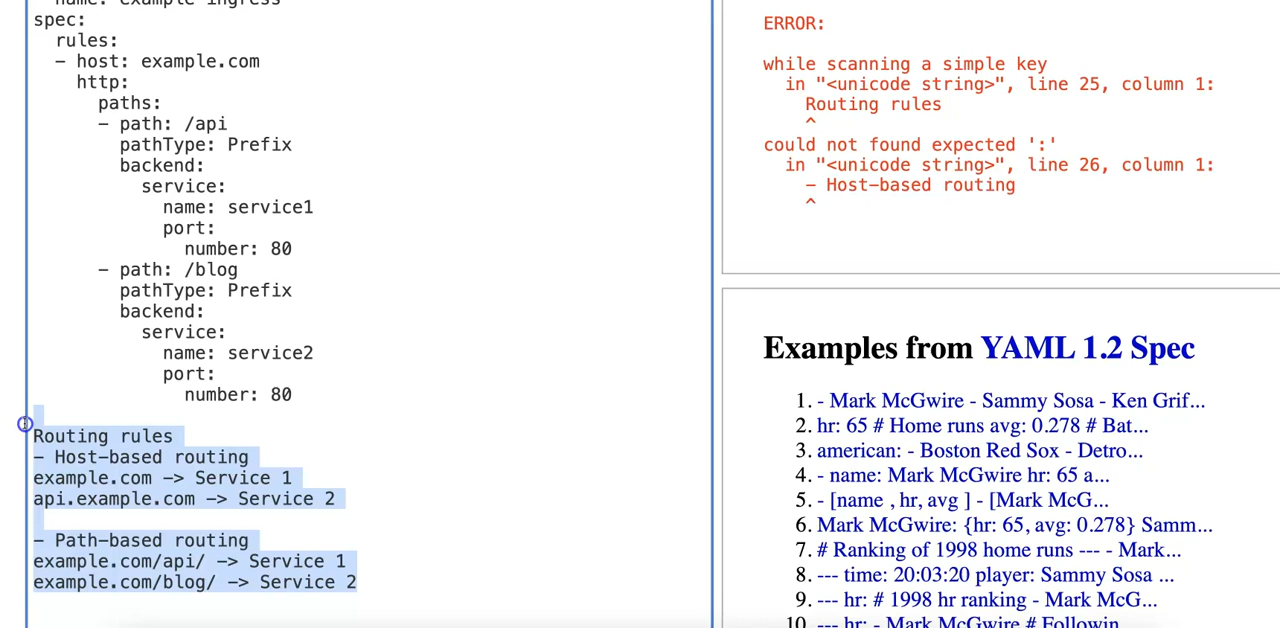 name: example-ingress
spec:
rules:
- host: example.com
http:
paths:
- path: /api
pathType: Prefix
backend:
service:
name: service1
port:
number: 80
- path: /blog
pathType: Prefix
backend:
service:
name: service2
port:
number: 80
Routing rules
- Host-based routing
example.com -> Service 1
api.example.com -> Service 2
- Path-based routing
example.com/api/ -> Service 1
example.com/blog/ -> Service 2
ERROR:
while scanning a simple key
in "<unicode string>", line 25, column 1:
Routing rules
^
could not found expected ':'
in "<unicode string>", line 26, column 1:
- Host-based routing
^
Examples from YAML 1.2 Spec
1. - Mark McGwire - Sammy Sosa - Ken Grif...
2. hr: 65 # Home runs avg: 0.278 # Bat...
3. american: - Boston Red Sox - Detro...
4. - name: Mark McGwire hr: 65 a...
5. - [name , hr, avg ] - [Mark McG...
6. Mark McGwire: {hr: 65, avg: 0.278} Samm...
7. # Ranking of 1998 home runs --- - Mark...
8. --- time: 20:03:20 player: Sammy Sosa ...
9. --- hr: # 1998 hr ranking - Mark McG...
10. --- hr: - Mark McGwire # Followin